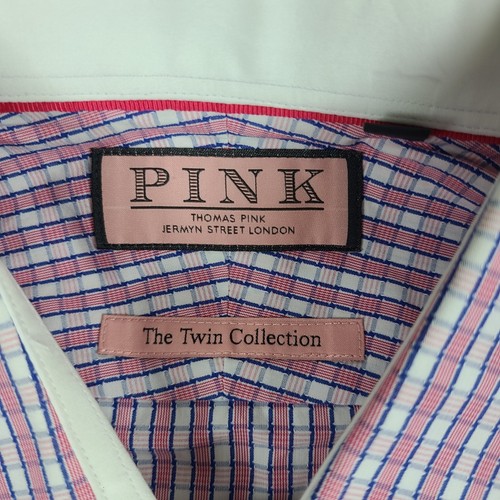 PINK
THOMAS PINK
JERMYN STREET LONDON
The Twin Collection